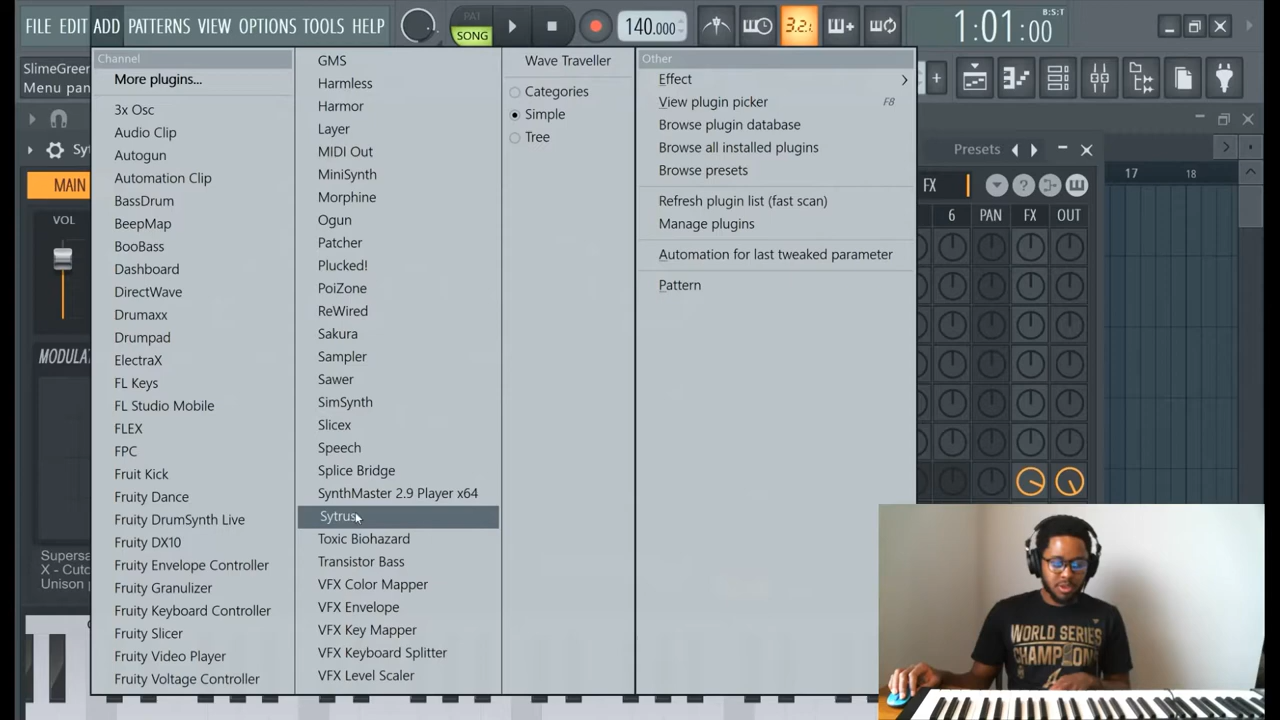 FILE EDIT ADD PATTERNS VIEW OPTIONS TOOLS HELP
PAT
SONG
140.000
3.2.
1:01:00
B:S:T
SlimeGreen
Menu pan
Channel
More plugins...
3x Osc
Audio Clip
Autogun
Automation Clip
BassDrum
BeepMap
BooBass
Dashboard
DirectWave
Drumaxx
Drumpad
ElectraX
FL Keys
FL Studio Mobile
FLEX
FPC
Fruit Kick
Fruity Dance
Fruity DrumSynth Live
Fruity DX10
Fruity Envelope Controller
Fruity Granulizer
Fruity Keyboard Controller
Fruity Slicer
Fruity Video Player
Fruity Voltage Controller
GMS
Harmless
Harmor
Layer
MIDI Out
MiniSynth
Morphine
Ogun
Patcher
Plucked!
PoiZone
ReWired
Sakura
Sampler
Sawer
SimSynth
Slicex
Speech
Splice Bridge
SynthMaster 2.9 Player x64
Sytrus
Toxic Biohazard
Transistor Bass
VFX Color Mapper
VFX Envelope
VFX Key Mapper
VFX Keyboard Splitter
VFX Level Scaler
Wave Traveller
Categories
Simple
Tree
Other
Effect
View plugin picker F8
Browse plugin database
Browse all installed plugins
Browse presets
Refresh plugin list (fast scan)
Manage plugins
Automation for last tweaked parameter
Pattern
Sy
MAIN
VOL
MODULA
Supersa
X - Cuto
Unison p
Presets
FX
6 PAN FX OUT
17 18
WORLD SERIES
CHAMPIONS